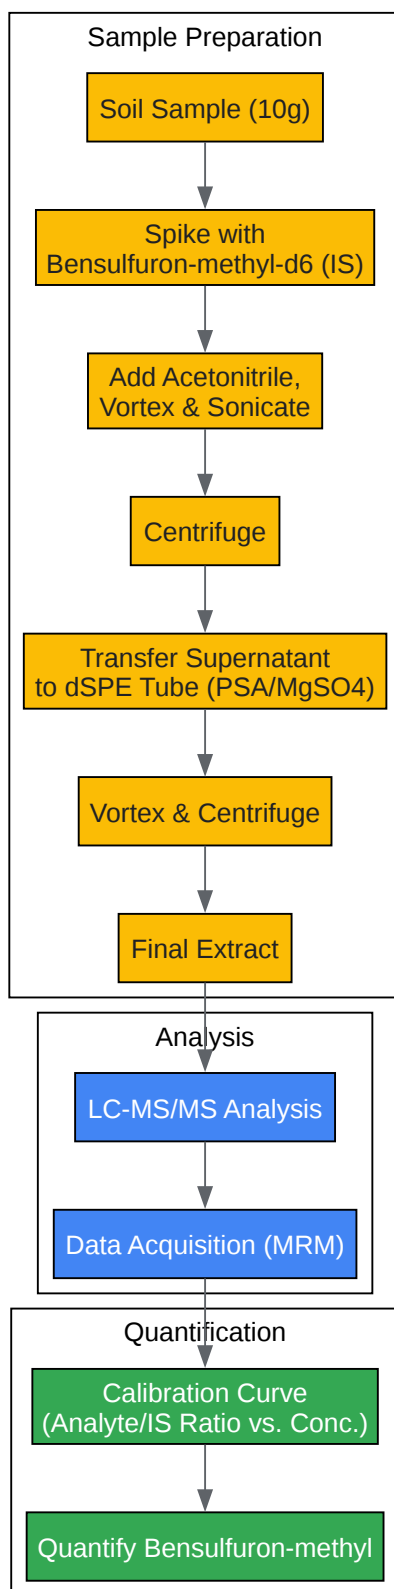 Sample Preparation
Soil Sample (10g)
Spike with
Bensulfuron-methyl-d6 (IS)
Add Acetonitrile,
Vortex & Sonicate
Centrifuge
Transfer Supernatant
to dSPE Tube (PSA/MgSO4)
Vortex & Centrifuge
Final Extract
Analysis
LC-MS/MS Analysis
Data Acquisition (MRM)
Quantification
Calibration Curve
(Analyte/IS Ratio vs. Conc.)
Quantify Bensulfuron-methyl